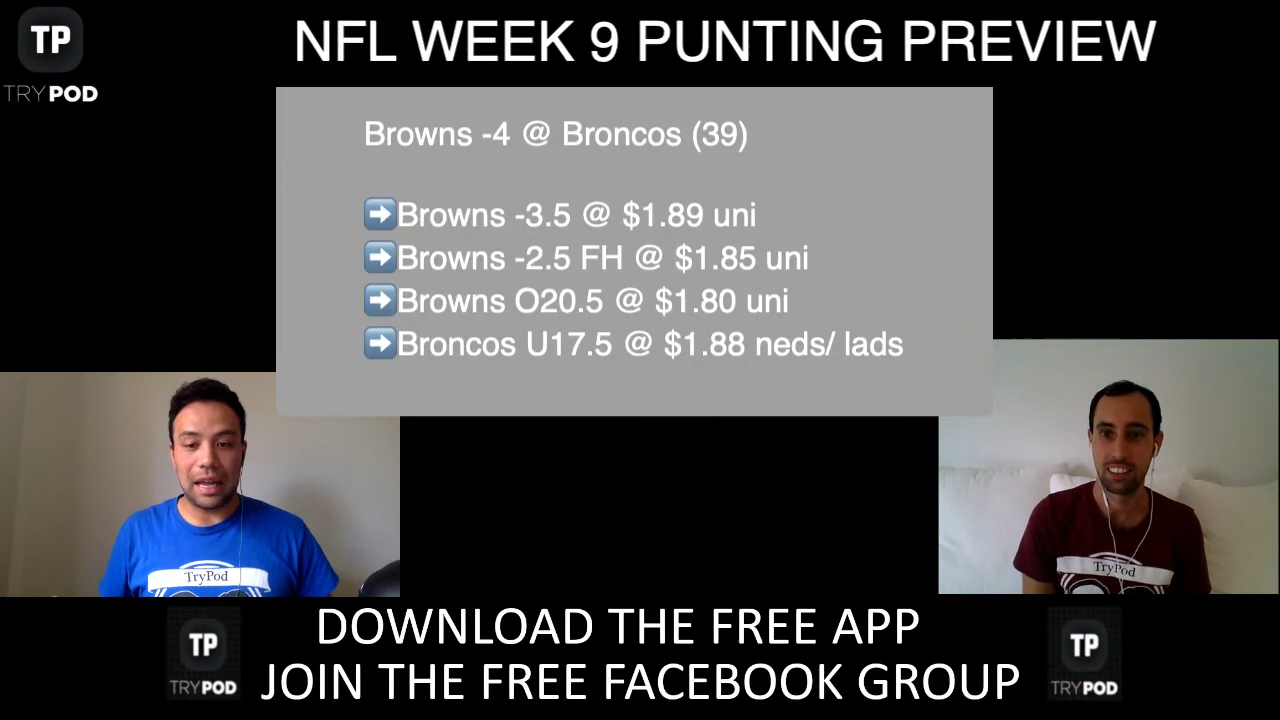 TP
TRYPOD
NFL WEEK 9 PUNTING PREVIEW
Browns -4 @ Broncos (39)
➡️Browns -3.5 @ $1.89 uni
➡️Browns -2.5 FH @ $1.85 uni
➡️Browns O20.5 @ $1.80 uni
➡️Broncos U17.5 @ $1.88 neds/ lads
TryPod
TryPod
TP
TRYPOD
DOWNLOAD THE FREE APP
JOIN THE FREE FACEBOOK GROUP
TP
TRYPOD